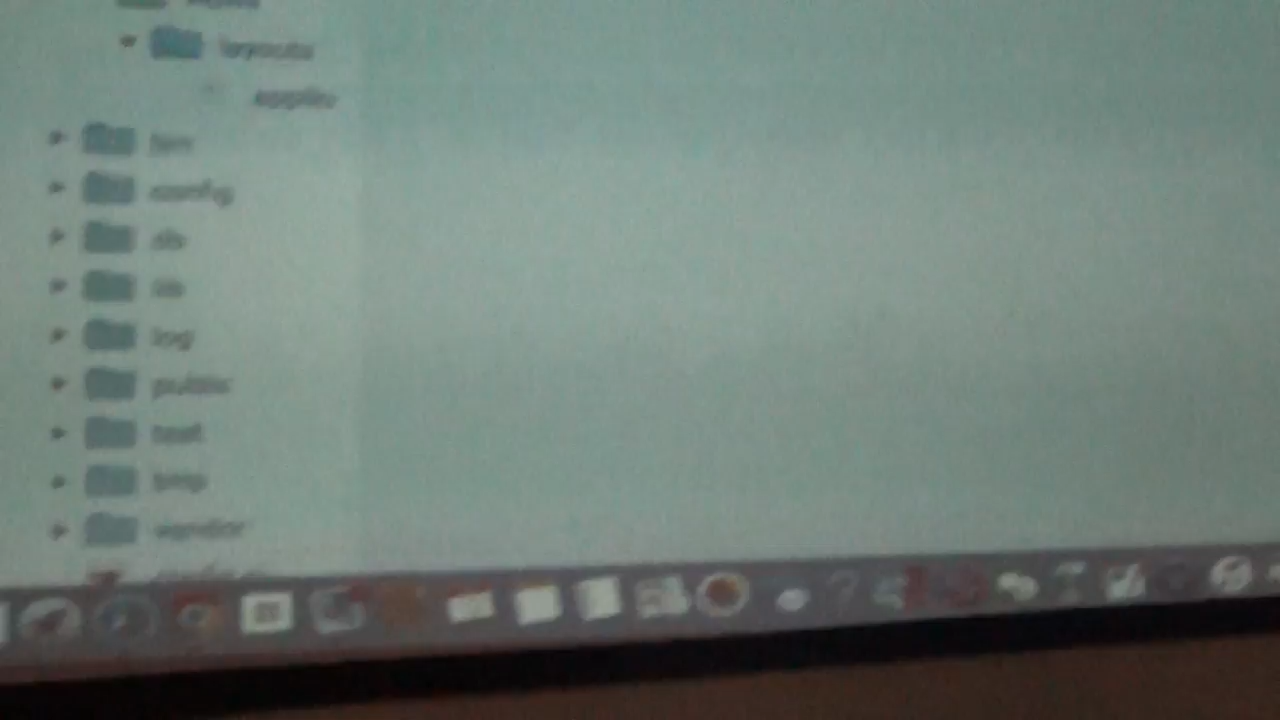 layouts
bin
config
db
lib
log
public
test
tmp
vendor